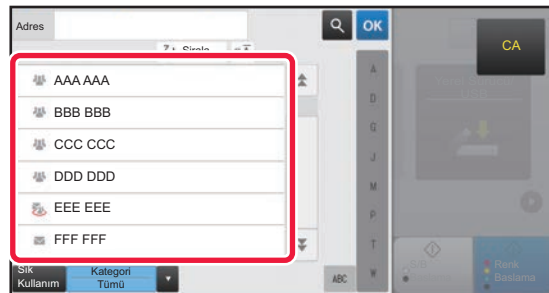 Adres
OK
CA
Sırala
AAA AAA
BBB BBB
CCC CCC
DDD DDD
EEE EEE
FFF FFF
A
D
G
J
M
P
T
W
ABC
Sık
Kullanım
Kategori
Tümü
Renk
Başlama